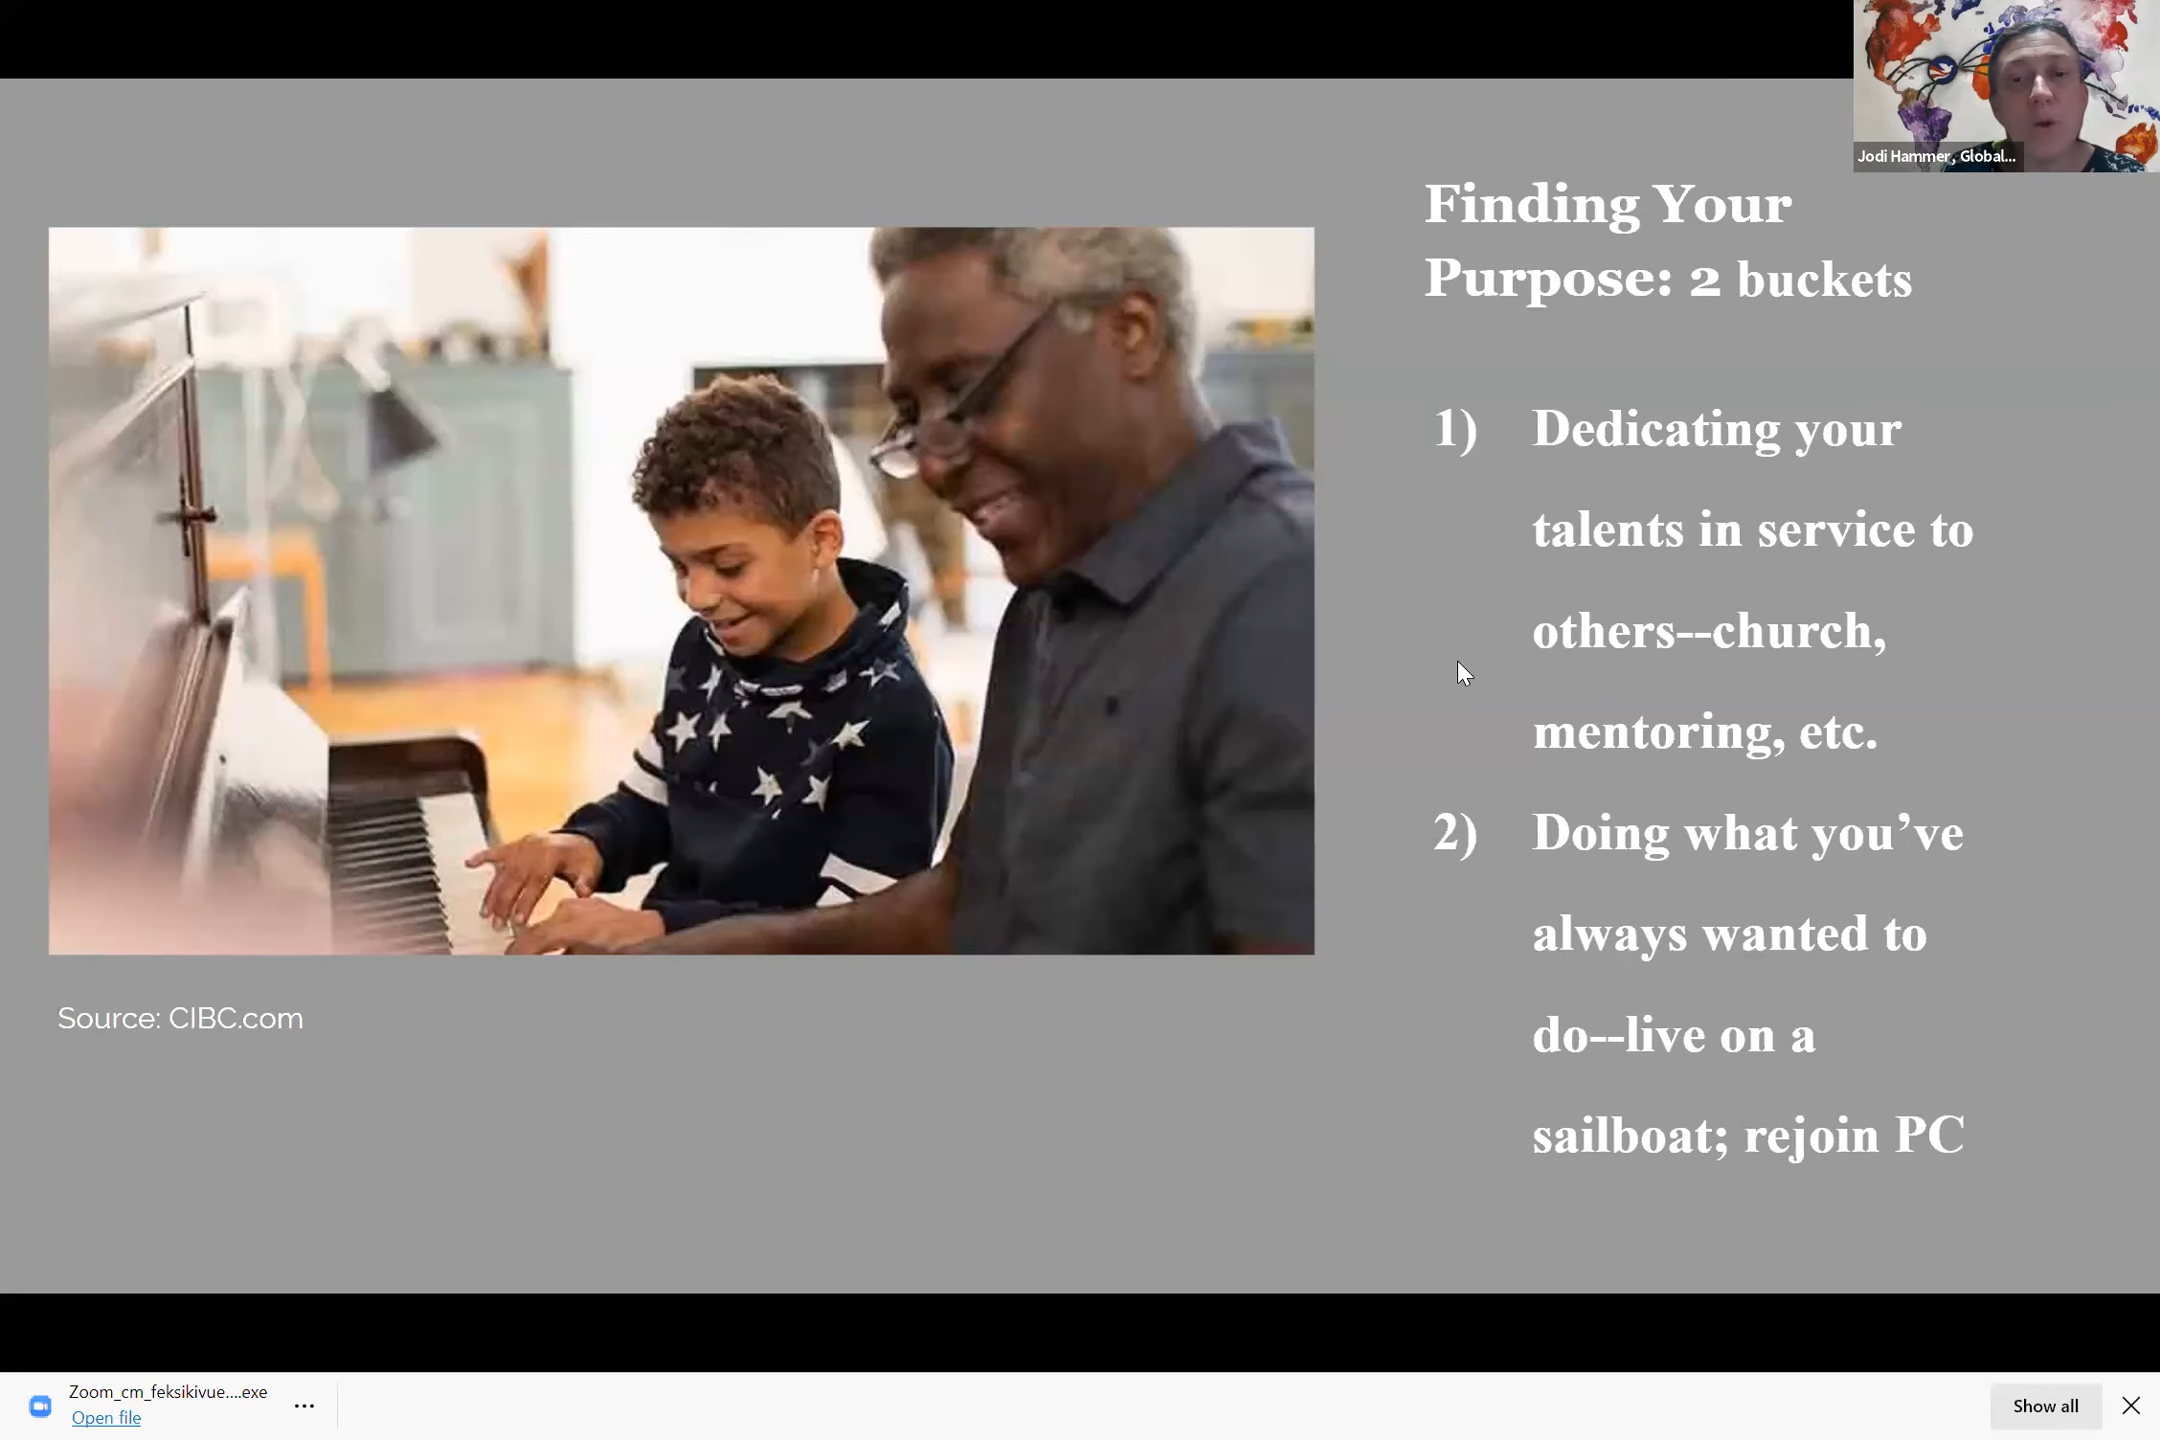 Jodi Hammer, Global...
Finding Your
Purpose: 2 buckets
1) Dedicating your
talents in service to
others--church,
mentoring, etc.
2) Doing what you’ve
always wanted to
do--live on a
sailboat; rejoin PC
Source: CIBC.com
Zoom_cm_feksikivue....exe
Open file
Show all